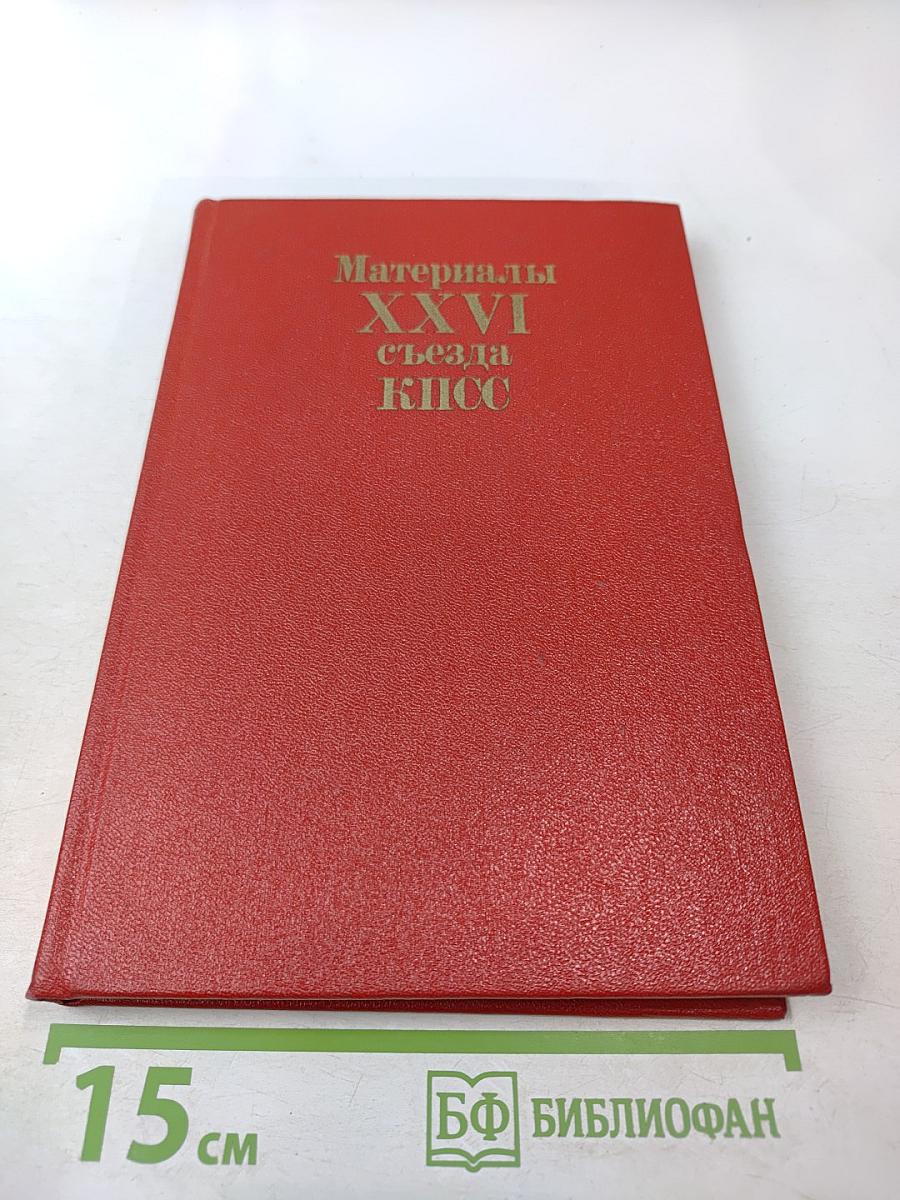 Материалы
XXVI
съезда
КПСС
15 см
БФ БИБЛИОФАН